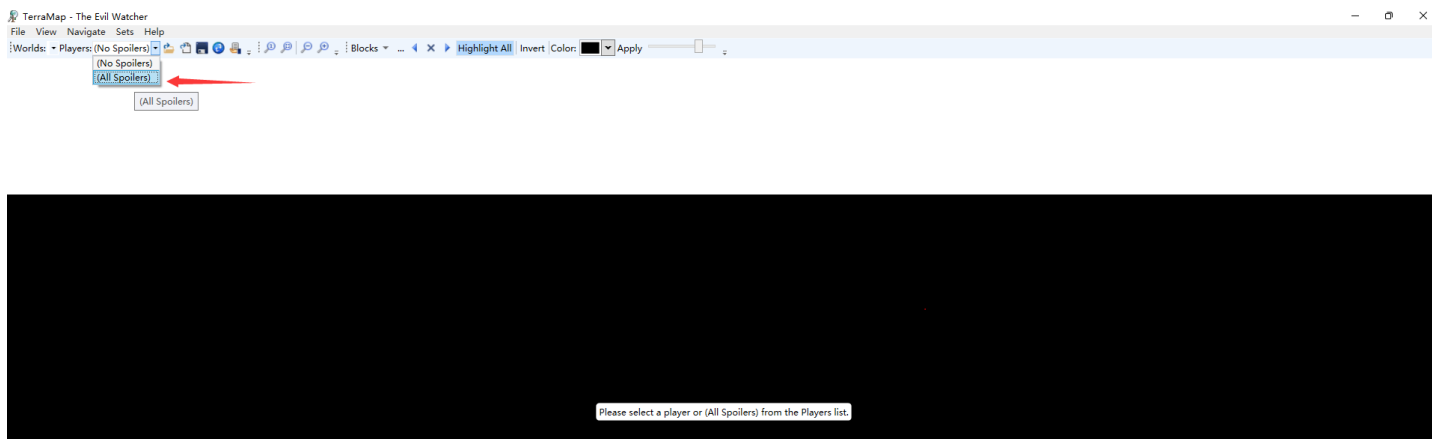 TerraMap - The Evil Watcher
File View Navigate Sets Help
Worlds: Players: (No Spoilers) Blocks ... Highlight All Invert Color: Apply
(No Spoilers)
(All Spoilers)
(All Spoilers)
Please select a player or (All Spoilers) from the Players list.